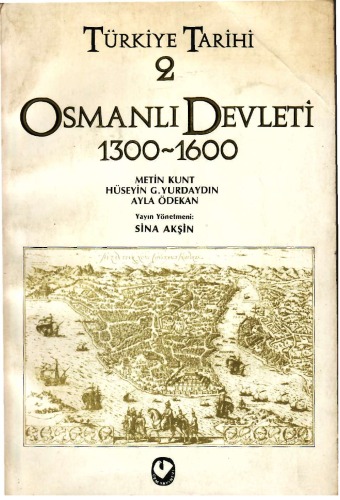 TÜRKİYE TARİHİ
2
OSMANLI DEVLETİ
1300~1600
METİN KUNT
HÜSEYİN G. YURDAYDIN
AYLA ÖDEKAN
Yayın Yönetmeni:
SİNA AKŞİN